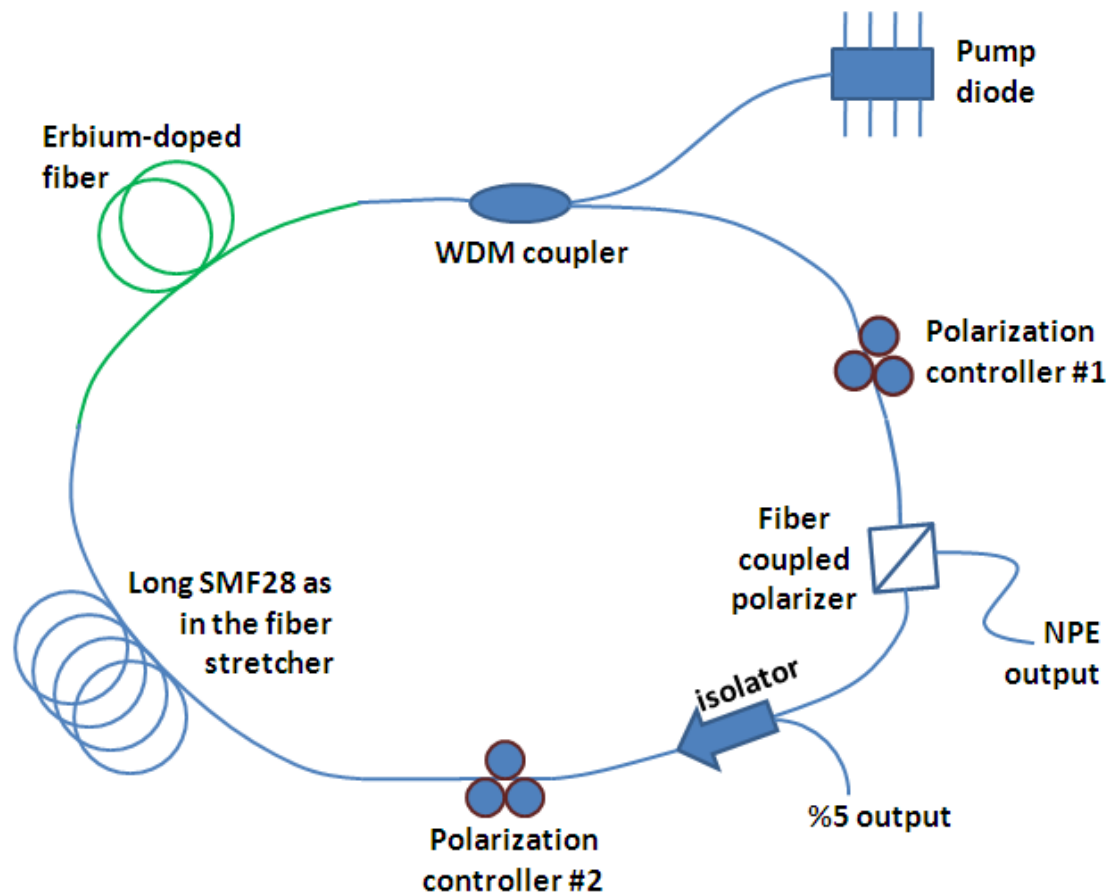 Pump
diode
Erbium-doped
fiber
WDM coupler
Polarization
controller #1
Fiber
coupled
polarizer
NPE
output
Long SMF28 as
in the fiber
stretcher
isolator
%5 output
Polarization
controller #2